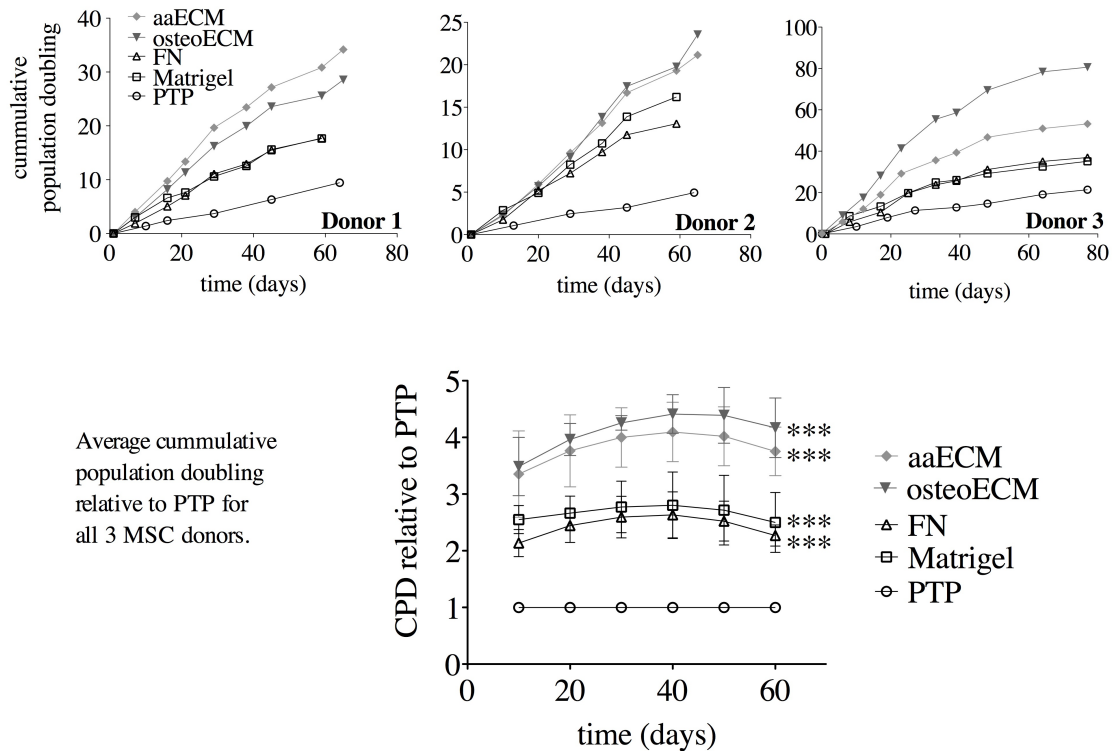 cummulative
population doubling
40
30
20
10
0
aaECM
osteoECM
FN
Matrigel
PTP
Donor 1
0 20 40 60 80
time (days)
25
20
15
10
5
0
Donor 2
0 20 40 60 80
time (days)
100
80
60
40
20
0
Donor 3
0 20 40 60 80
time (days)
Average cummulative
population doubling
relative to PTP for
all 3 MSC donors.
CPD relative to PTP
5
4
3
2
1
0
***
***
***
***
0 20 40 60
time (days)
aaECM
osteoECM
FN
Matrigel
PTP